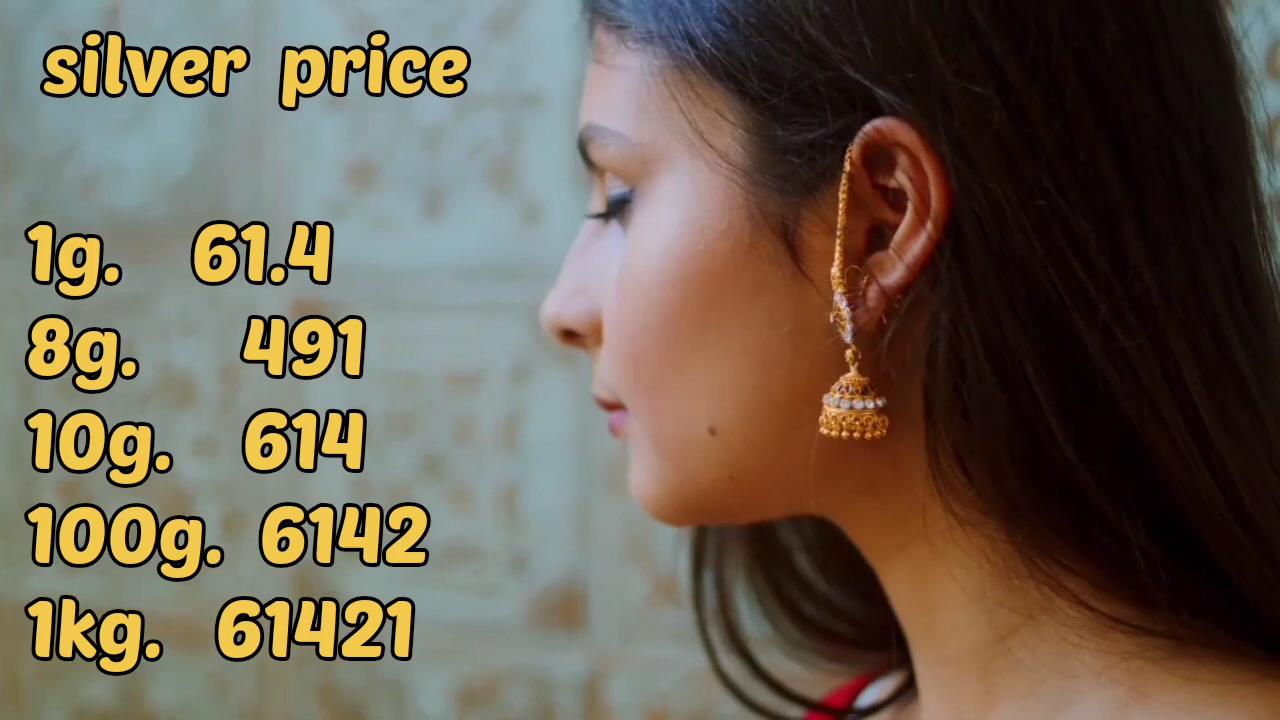 silver price
1g. 61.4
8g. 491
10g. 614
100g. 6142
1kg. 61421